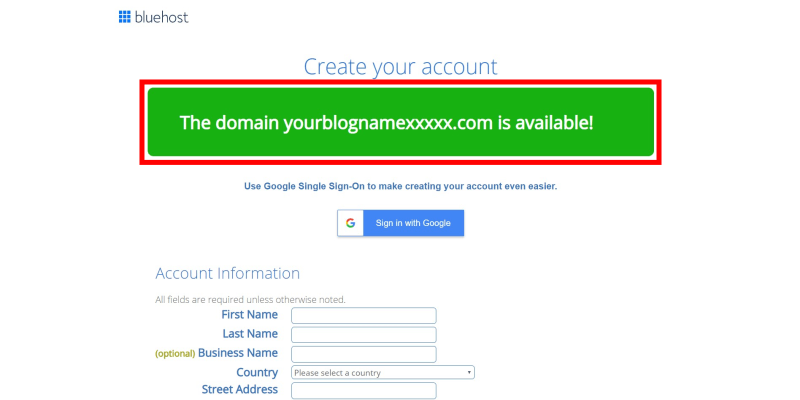 bluehost
Create your account
The domain yourblognamexxxxx.com is available!
Use Google Single Sign-On to make creating your account even easier.
G Sign in with Google
Account Information
All fields are required unless otherwise noted.
First Name
Last Name
(optional) Business Name
Country Please select a country
Street Address